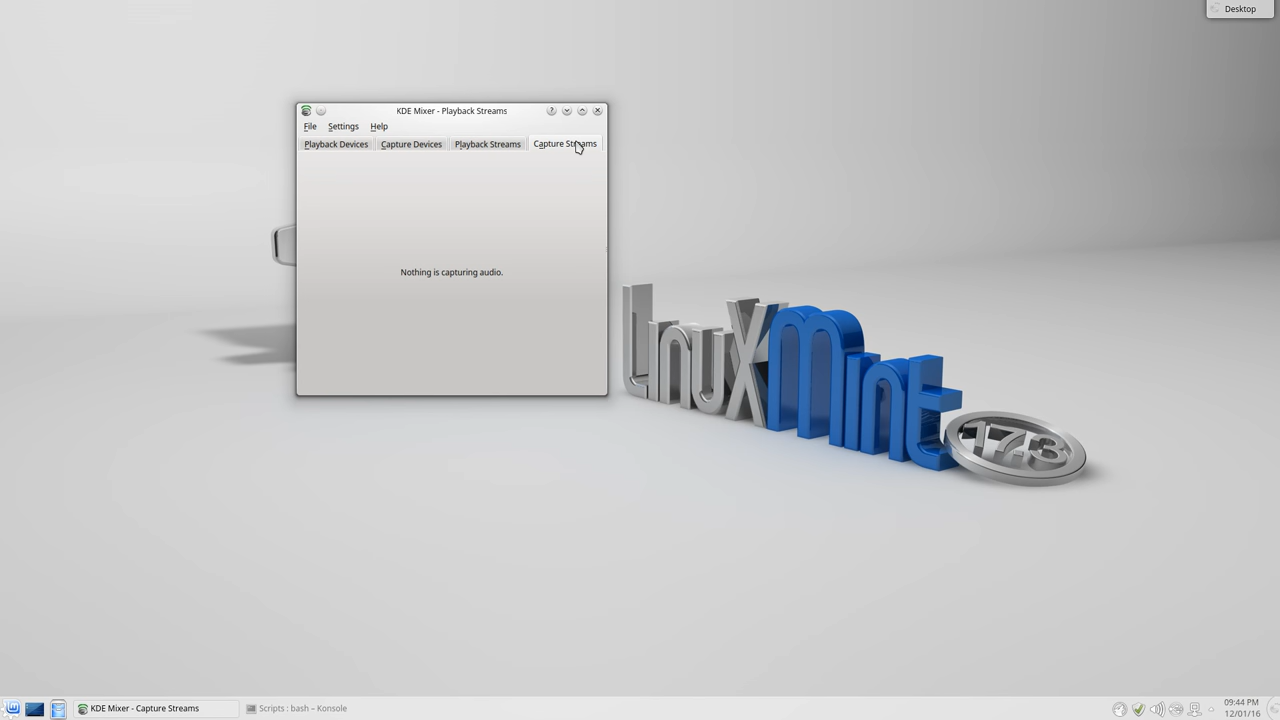 Desktop
KDE Mixer - Playback Streams
File Settings Help
Playback Devices Capture Devices Playback Streams Capture Streams
Nothing is capturing audio.
LinuxMint
17.3
KDE Mixer - Capture Streams
Scripts : bash – Konsole
09:44 PM
12/01/16